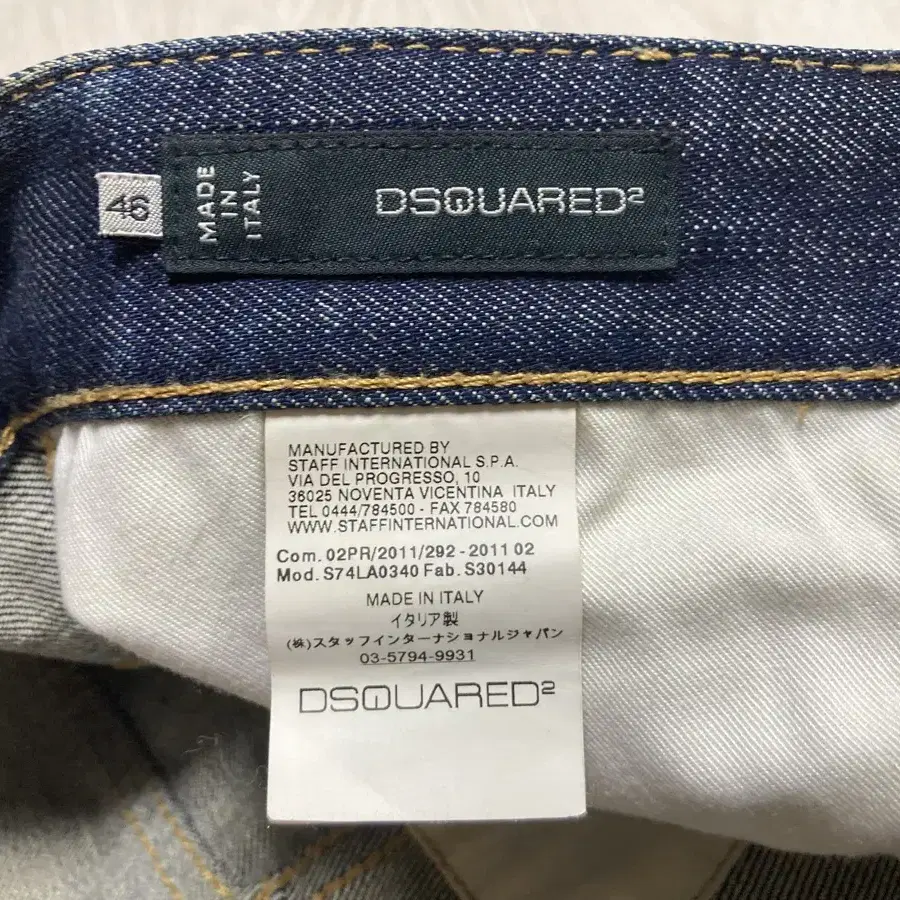 46
MADE
IN
ITALY
DSQUARED²
MANUFACTURED BY
STAFF INTERNATIONAL S.P.A.
VIA DEL PROGRESSO, 10
36025 NOVENTA VICENTINA ITALY
TEL 0444/784500 - FAX 784580
WWW.STAFFINTERNATIONAL.COM
Com. 02PR/2011/292 - 2011 02
Mod. S74LA0340 Fab. S30144
MADE IN ITALY
イタリア製
(株)スタッフインターナショナルジャパン
03-5794-9931
DSQUARED²